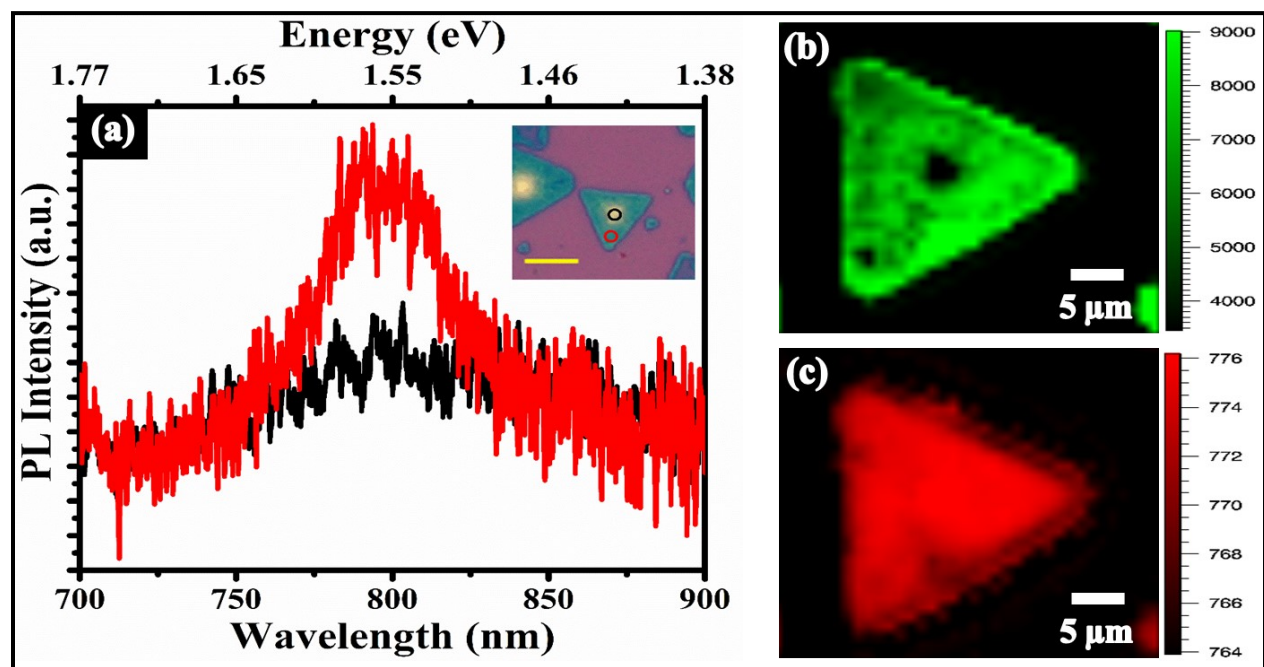 Energy (eV)
1.77 1.65 1.55 1.46 1.38
(a)
PL Intensity (a.u.)
700 750 800 850 900
Wavelength (nm)
(b)
5 μm
9000
8000
7000
6000
5000
4000
(c)
5 μm
776
774
772
770
768
766
764